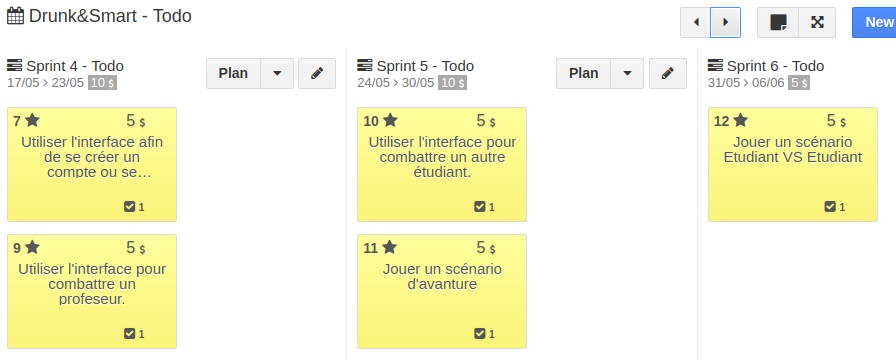 Drunk&Smart - Todo
New
Sprint 4 - Todo
17/05 > 23/05 10 $
Plan
7 5 $
Utiliser l'interface afin
de se créer un
compte ou se…
1
9 5 $
Utiliser l'interface pour
combattre un
profeseur.
1
Sprint 5 - Todo
24/05 > 30/05 10 $
Plan
10 5 $
Utiliser l'interface pour
combattre un autre
étudiant.
1
11 5 $
Jouer un scénario
d'avanture
1
Sprint 6 - Todo
31/05 > 06/06 5 $
12 5 $
Jouer un scénario
Etudiant VS Etudiant
1